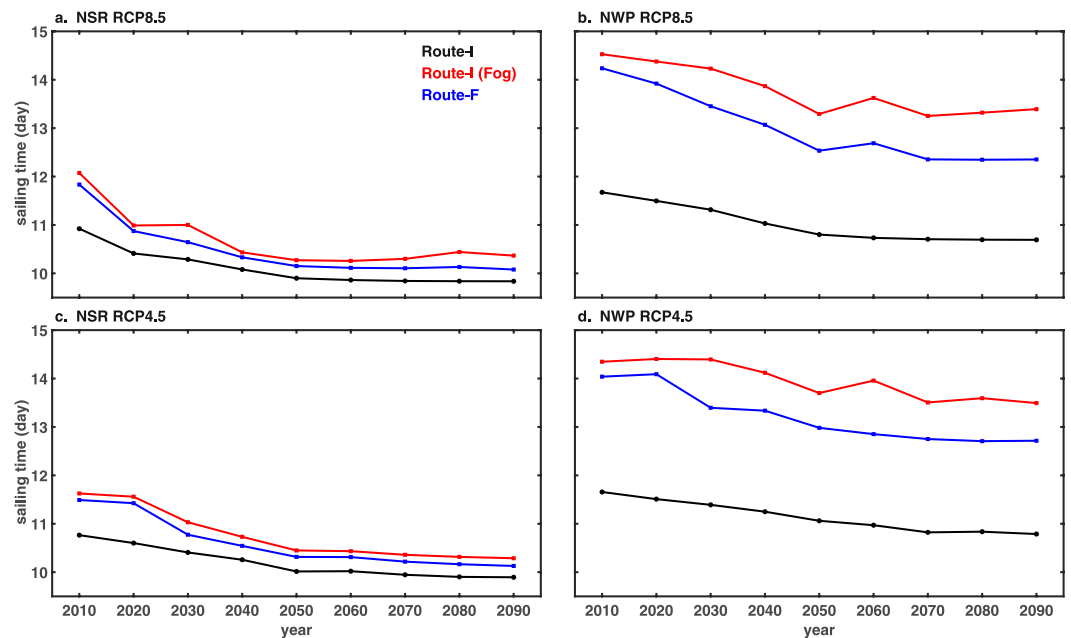 a. NSR RCP8.5
15
14
13
12
11
10
sailing time (day)
Route-I
Route-I (Fog)
Route-F
b. NWP RCP8.5
c. NSR RCP4.5
15
14
13
12
11
10
sailing time (day)
2010 2020 2030 2040 2050 2060 2070 2080 2090
year
d. NWP RCP4.5
2010 2020 2030 2040 2050 2060 2070 2080 2090
year